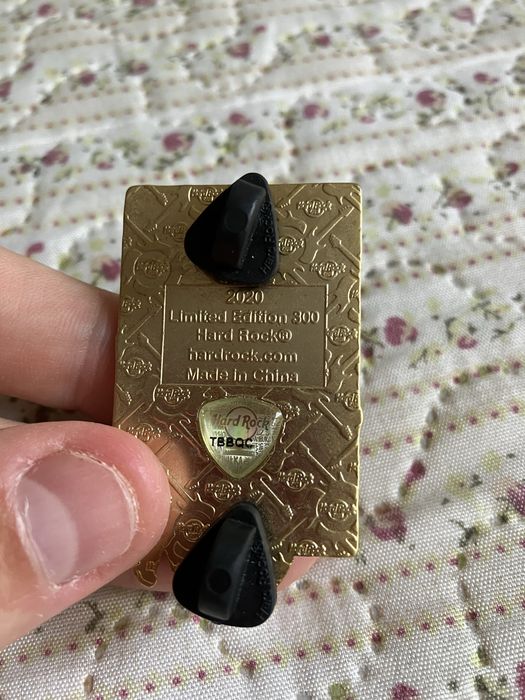 2020
Limited Edition 300
Hard Rock®
hardrock.com
Made in China
Hard Rock
TBBQC